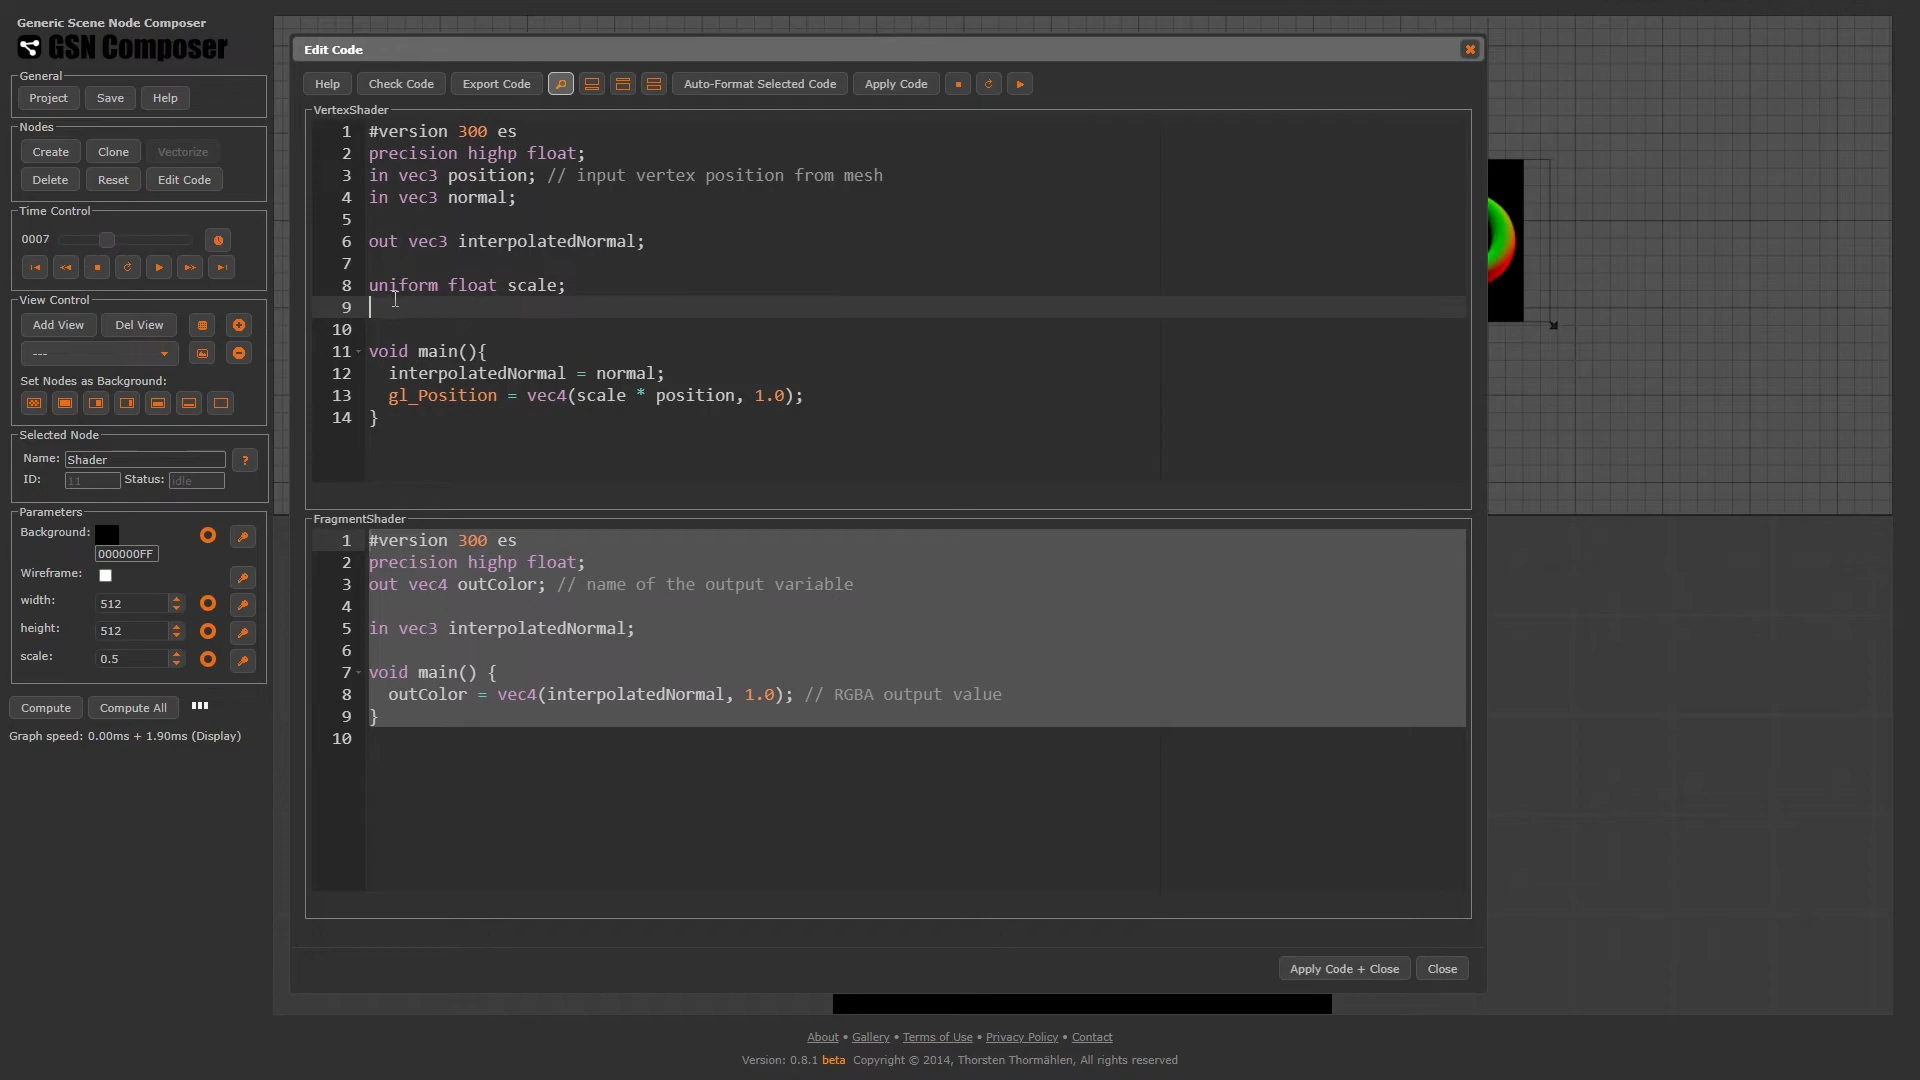 Generic Scene Node Composer
GSN Composer
General
Project Save Help
Nodes
Create Clone Vectorize
Delete Reset Edit Code
Time Control
0007
View Control
Add View Del View
---
Set Nodes as Background:
Selected Node
Name: Shader ?
ID: 11 Status: idle
Parameters
Background:
000000FF
Wireframe:
width: 512
height: 512
scale: 0.5
Compute Compute All
Graph speed: 0.00ms + 1.90ms (Display)
Edit Code
Help Check Code Export Code Auto-Format Selected Code Apply Code
VertexShader
1 #version 300 es
2 precision highp float;
3 in vec3 position; // input vertex position from mesh
4 in vec3 normal;
5
6 out vec3 interpolatedNormal;
7
8 uniform float scale;
9
10
11 void main(){
12 interpolatedNormal = normal;
13 gl_Position = vec4(scale * position, 1.0);
14 }
FragmentShader
1 #version 300 es
2 precision highp float;
3 out vec4 outColor; // name of the output variable
4
5 in vec3 interpolatedNormal;
6
7 void main() {
8 outColor = vec4(interpolatedNormal, 1.0); // RGBA output value
9 }
10
Apply Code + Close Close
About • Gallery • Terms of Use • Privacy Policy • Contact
Version: 0.8.1 beta Copyright © 2014, Thorsten Thormählen, All rights reserved